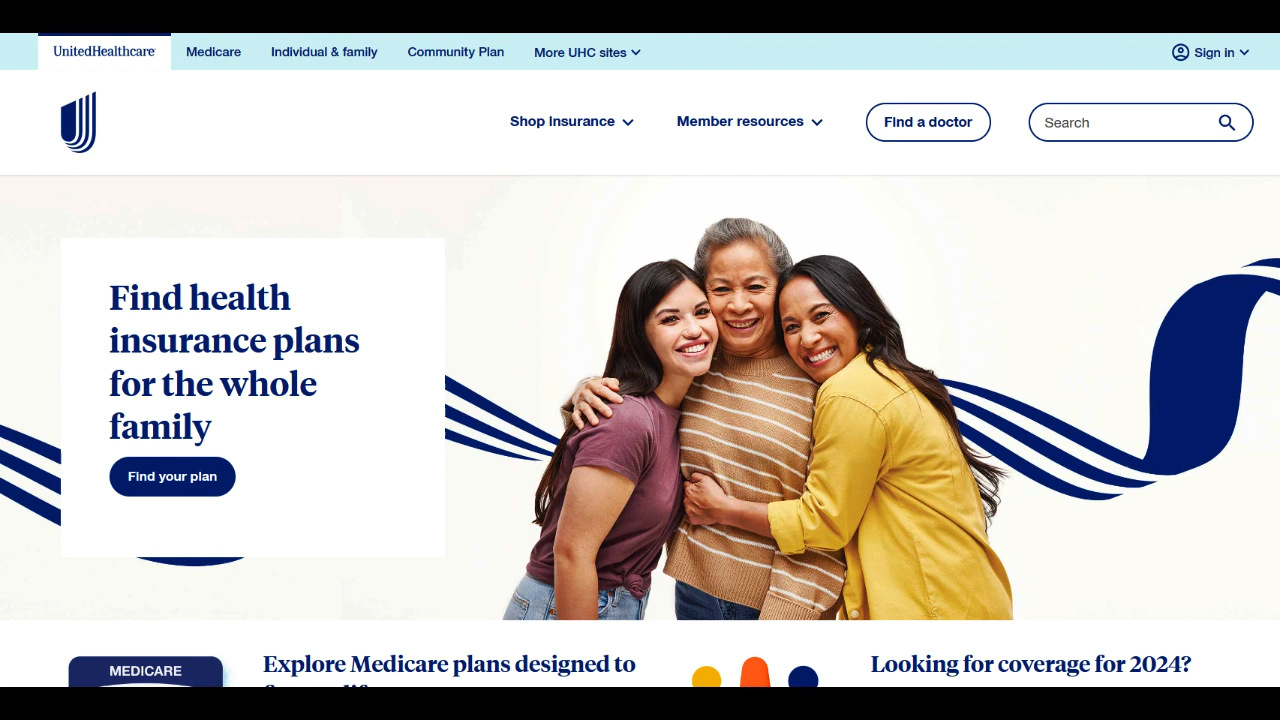 UnitedHealthcare Medicare Individual & family Community Plan More UHC sites Sign in
Shop insurance Member resources Find a doctor Search
Find health
insurance plans
for the whole
family
Find your plan
MEDICARE Explore Medicare plans designed to Looking for coverage for 2024?